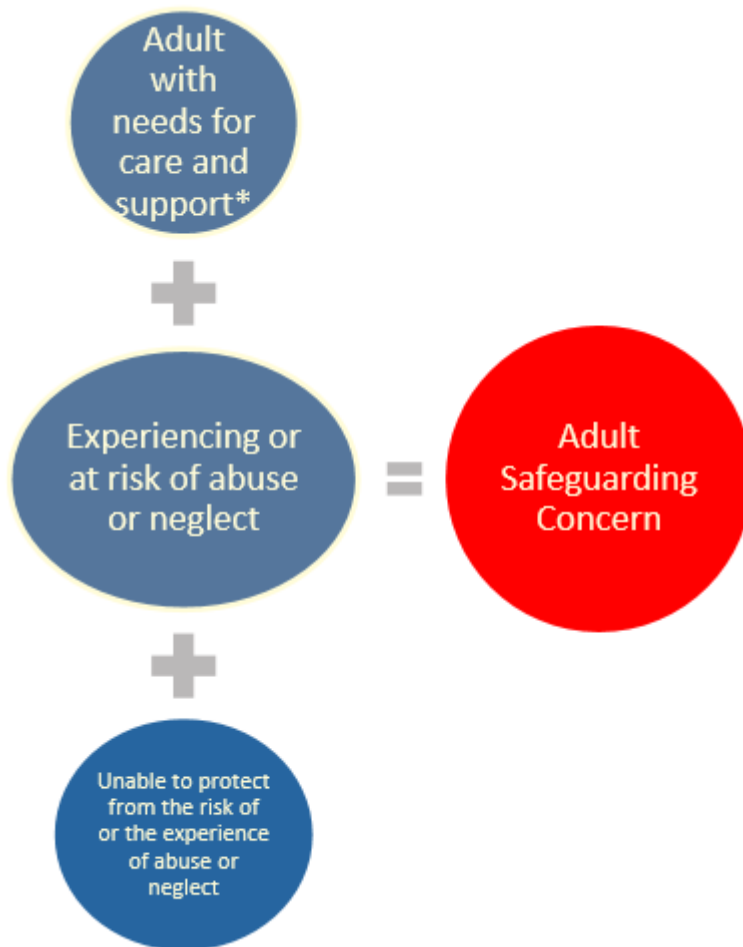 Adult
with
needs for
care and
support*
Experiencing or
at risk of abuse
or neglect
Adult
Safeguarding
Concern
Unable to protect
from the risk of
or the experience
of abuse or
neglect